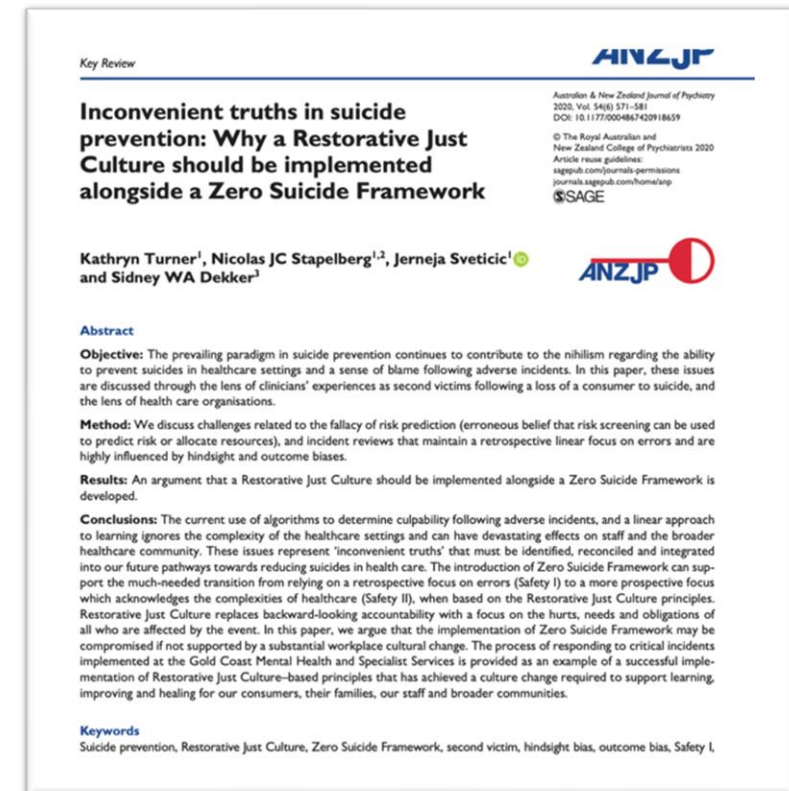 Key Review
ANZJP
Inconvenient truths in suicide
prevention: Why a Restorative Just
Culture should be implemented
alongside a Zero Suicide Framework
Australian & New Zealand Journal of Psychiatry
2020, Vol. 54(6) 571–581
DOI: 10.1177/0004867420918659
© The Royal Australian and
New Zealand College of Psychiatrists 2020
Article reuse guidelines:
sagepub.com/journals-permissions
journals.sagepub.com/home/anp
SAGE
Kathryn Turner¹, Nicolas JC Stapelberg¹,², Jerneja Sveticic¹ iD
and Sidney WA Dekker³
ANZJP
Abstract
Objective: The prevailing paradigm in suicide prevention continues to contribute to the nihilism regarding the ability
to prevent suicides in healthcare settings and a sense of blame following adverse incidents. In this paper, these issues
are discussed through the lens of clinicians’ experiences as second victims following a loss of a consumer to suicide, and
the lens of health care organisations.
Method: We discuss challenges related to the fallacy of risk prediction (erroneous belief that risk screening can be used
to predict risk or allocate resources), and incident reviews that maintain a retrospective linear focus on errors and are
highly influenced by hindsight and outcome biases.
Results: An argument that a Restorative Just Culture should be implemented alongside a Zero Suicide Framework is
developed.
Conclusions: The current use of algorithms to determine culpability following adverse incidents, and a linear approach
to learning ignores the complexity of the healthcare settings and can have devastating effects on staff and the broader
healthcare community. These issues represent ‘inconvenient truths’ that must be identified, reconciled and integrated
into our future pathways towards reducing suicides in health care. The introduction of Zero Suicide Framework can sup-
port the much-needed transition from relying on a retrospective focus on errors (Safety I) to a more prospective focus
which acknowledges the complexities of healthcare (Safety II), when based on the Restorative Just Culture principles.
Restorative Just Culture replaces backward-looking accountability with a focus on the hurts, needs and obligations of
all who are affected by the event. In this paper, we argue that the implementation of Zero Suicide Framework may be
compromised if not supported by a substantial workplace cultural change. The process of responding to critical incidents
implemented at the Gold Coast Mental Health and Specialist Services is provided as an example of a successful imple-
mentation of Restorative Just Culture–based principles that has achieved a culture change required to support learning,
improving and healing for our consumers, their families, our staff and broader communities.
Keywords
Suicide prevention, Restorative Just Culture, Zero Suicide Framework, second victim, hindsight bias, outcome bias, Safety I,